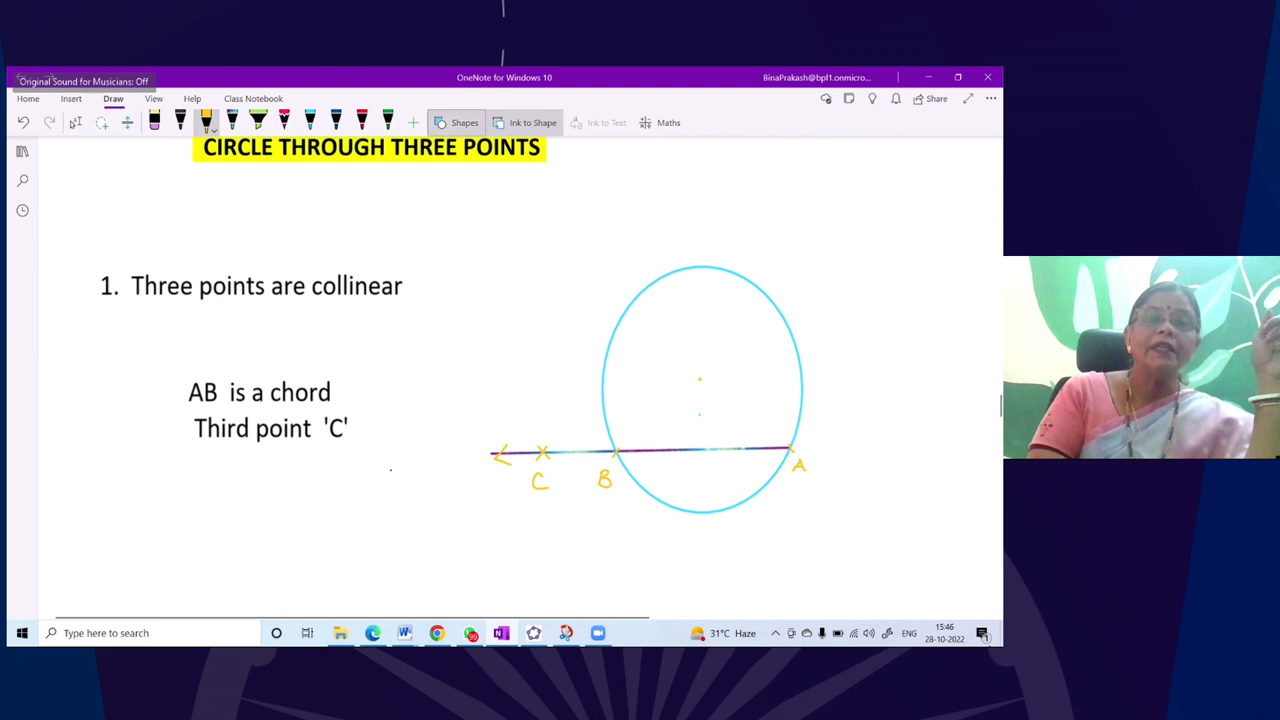 Original Sound for Musicians: Off
OneNote for Windows 10
BinaPrakash@bpl1.onmicro...
Home Insert Draw View Help Class Notebook
Share
Shapes Ink to Shape Ink to Text Maths
CIRCLE THROUGH THREE POINTS
1. Three points are collinear
AB is a chord
Third point 'C'
C B A
Type here to search
99
31°C Haze
ENG
15:46
28-10-2022
1